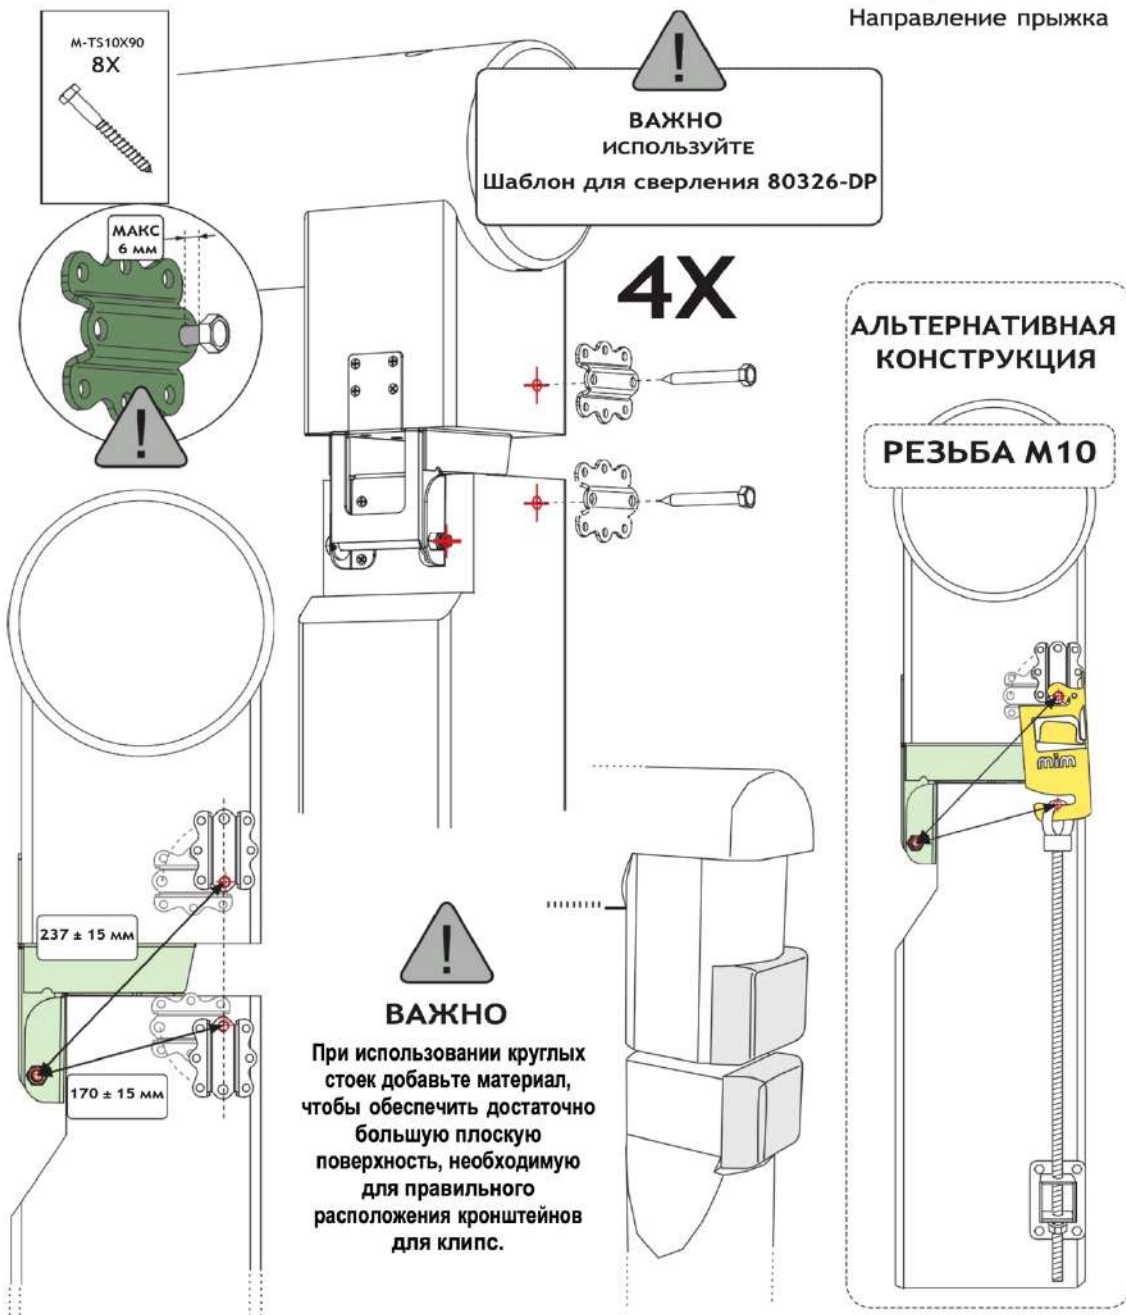 Направление прыжка
M-TS10X90
8X
ВАЖНО
ИСПОЛЬЗУЙТЕ
Шаблон для сверления 80326-DP
МАКС
6 мм
4X
АЛЬТЕРНАТИВНАЯ
КОНСТРУКЦИЯ
РЕЗЬБА М10
mim
237 ± 15 мм
170 ± 15 мм
ВАЖНО
При использовании круглых
стоек добавьте материал,
чтобы обеспечить достаточно
большую плоскую
поверхность, необходимую
для правильного
расположения кронштейнов
для клипс.